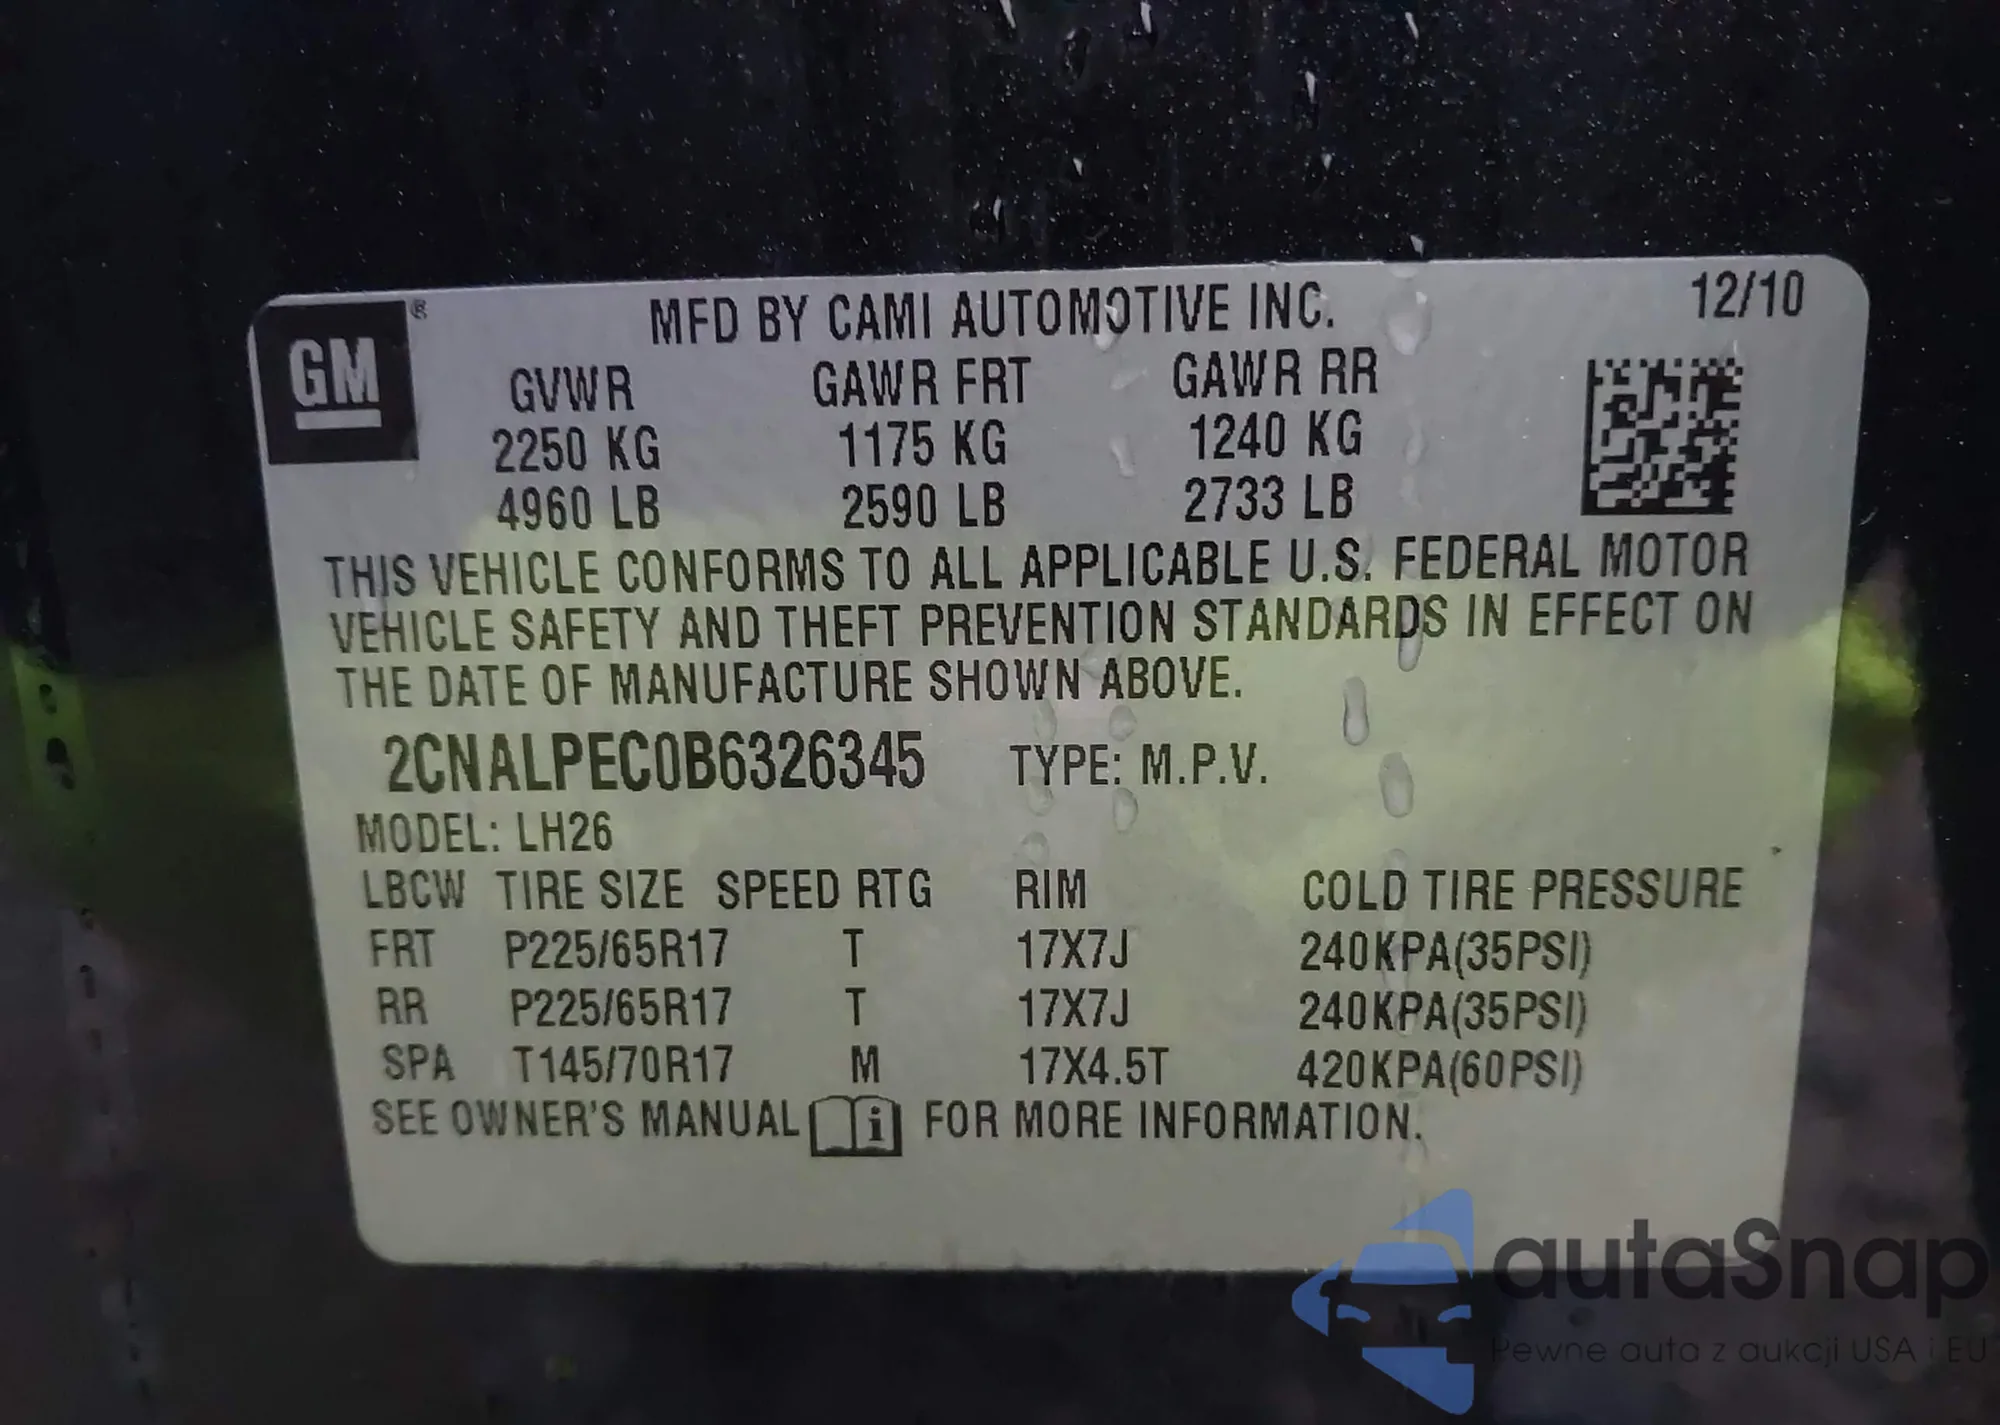 GM ®
MFD BY CAMI AUTOMOTIVE INC. 12/10
GVWR GAWR FRT GAWR RR
2250 KG 1175 KG 1240 KG
4960 LB 2590 LB 2733 LB
THIS VEHICLE CONFORMS TO ALL APPLICABLE U.S. FEDERAL MOTOR
VEHICLE SAFETY AND THEFT PREVENTION STANDARDS IN EFFECT ON
THE DATE OF MANUFACTURE SHOWN ABOVE.
2CNALPEC0B6326345 TYPE: M.P.V.
MODEL: LH26
LBCW TIRE SIZE SPEED RTG RIM COLD TIRE PRESSURE
FRT P225/65R17 T 17X7J 240KPA(35PSI)
RR P225/65R17 T 17X7J 240KPA(35PSI)
SPA T145/70R17 M 17X4.5T 420KPA(60PSI)
SEE OWNER'S MANUAL i FOR MORE INFORMATION.
autaSnap
Pewne auta z aukcji USA i EU